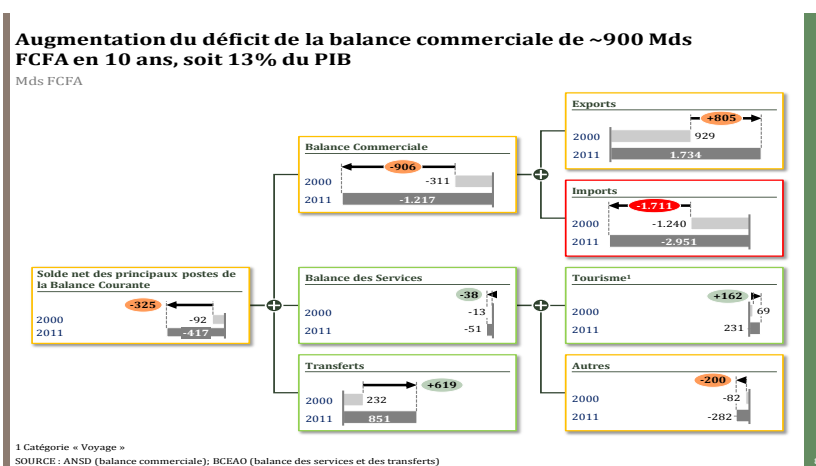 Augmentation du déficit de la balance commerciale de ~900 Mds
FCFA en 10 ans, soit 13% du PIB
Mds FCFA
Exports
+805
2000 929
2011 1.734
Balance Commerciale
-906
2000 -311
2011 -1.217
Imports
-1.711
2000 -1.240
2011 -2.951
Solde net des principaux postes de
la Balance Courante
-325
2000 -92
2011 -417
Balance des Services
-38
2000 -13
2011 -51
Tourisme¹
+162
2000 69
2011 231
Transferts
+619
2000 232
2011 851
Autres
-200
2000 -82
2011 -282
1 Catégorie « Voyage »
SOURCE : ANSD (balance commerciale); BCEAO (balance des services et des transferts)